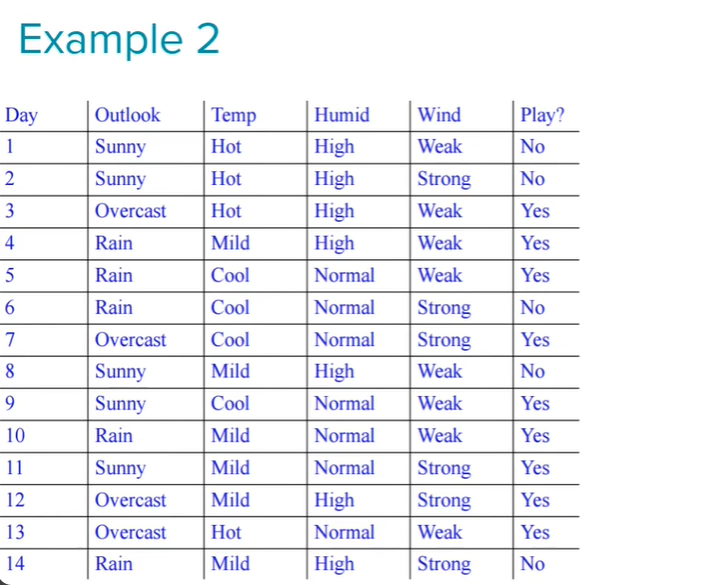 Example 2
Day Outlook Temp Humid Wind Play?
1 Sunny Hot High Weak No
2 Sunny Hot High Strong No
3 Overcast Hot High Weak Yes
4 Rain Mild High Weak Yes
5 Rain Cool Normal Weak Yes
6 Rain Cool Normal Strong No
7 Overcast Cool Normal Strong Yes
8 Sunny Mild High Weak No
9 Sunny Cool Normal Weak Yes
10 Rain Mild Normal Weak Yes
11 Sunny Mild Normal Strong Yes
12 Overcast Mild High Strong Yes
13 Overcast Hot Normal Weak Yes
14 Rain Mild High Strong No